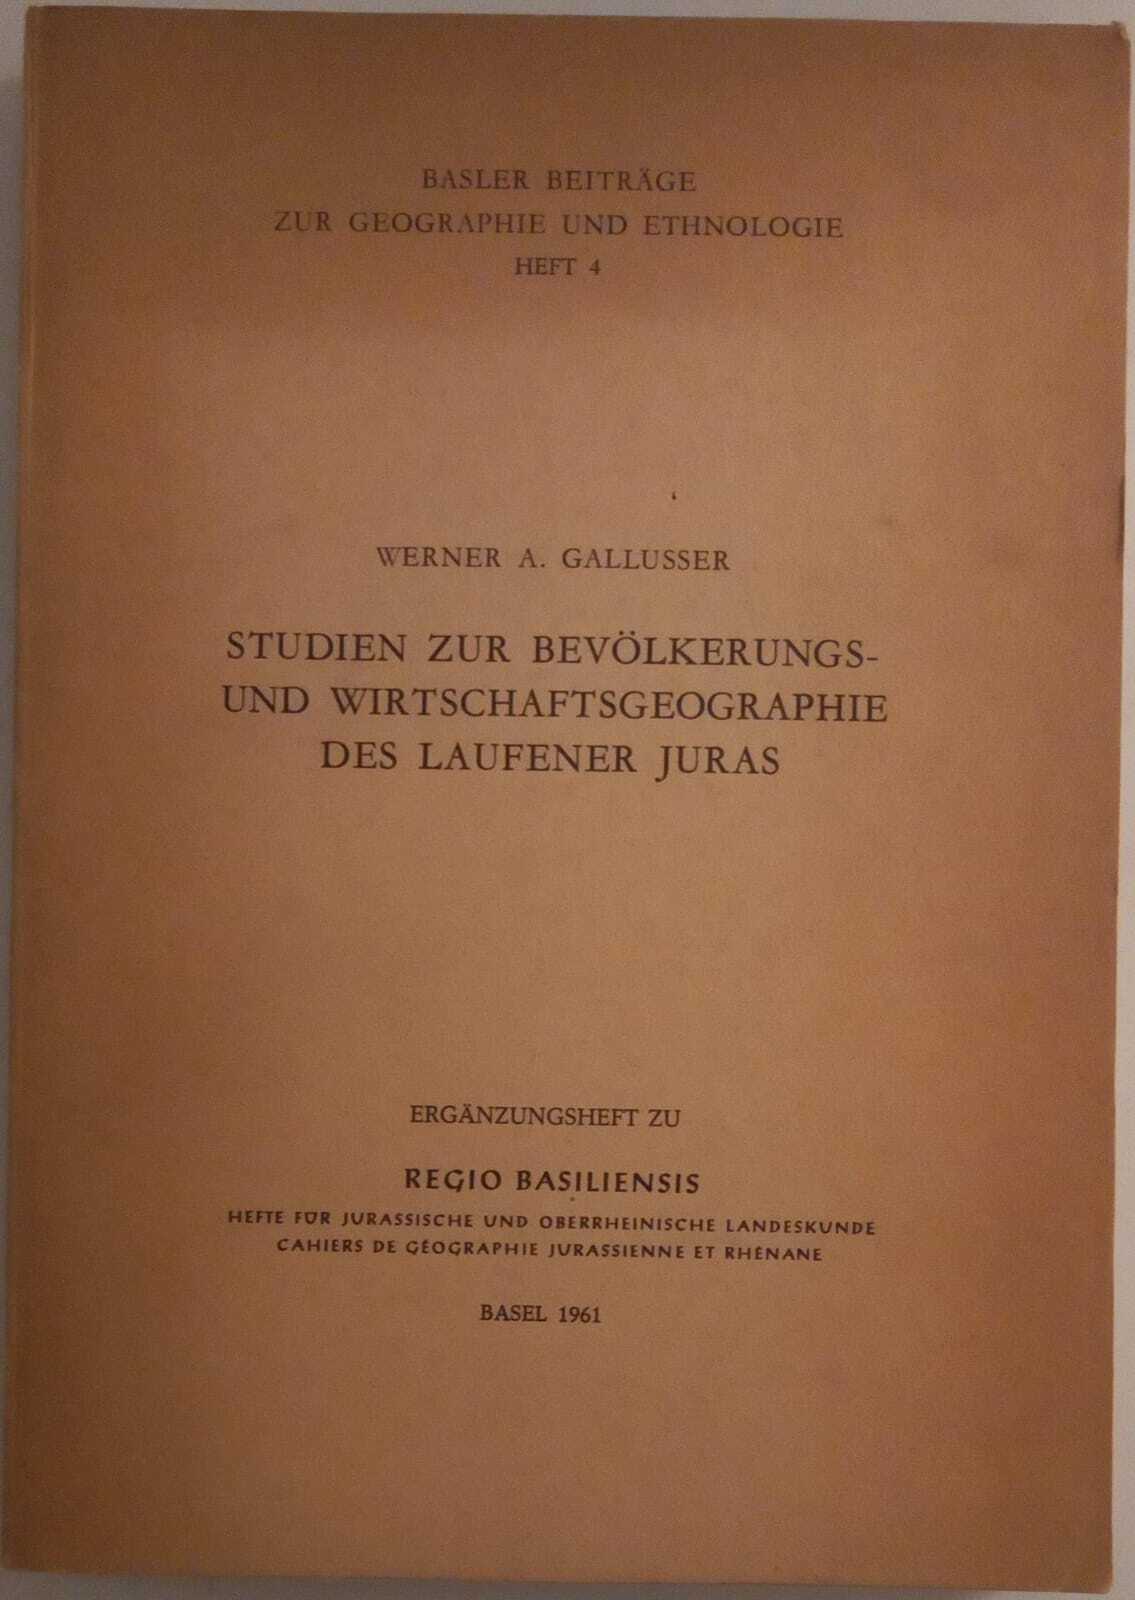 BASLER BEITRÄGE
ZUR GEOGRAPHIE UND ETHNOLOGIE
HEFT 4
WERNER A. GALLUSSER
STUDIEN ZUR BEVÖLKERUNGS-
UND WIRTSCHAFTSGEOGRAPHIE
DES LAUFENER JURAS
ERGÄNZUNGSHEFT ZU
REGIO BASILIENSIS
HEFTE FÜR JURASSISCHE UND OBERRHEINISCHE LANDESKUNDE
CAHIERS DE GÉOGRAPHIE JURASSIENNE ET RHÉNANE
BASEL 1961